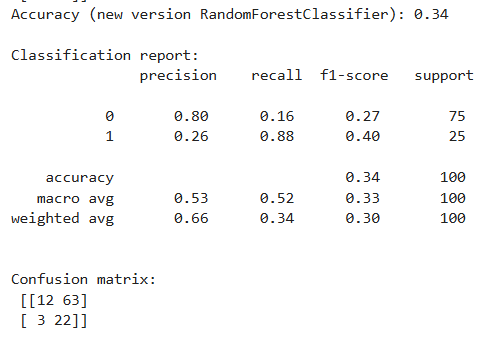 Accuracy (new version RandomForestClassifier): 0.34
Classification report:
precision recall f1-score support
0 0.80 0.16 0.27 75
1 0.26 0.88 0.40 25
accuracy 0.34 100
macro avg 0.53 0.52 0.33 100
weighted avg 0.66 0.34 0.30 100
Confusion matrix:
[[12 63]
[ 3 22]]